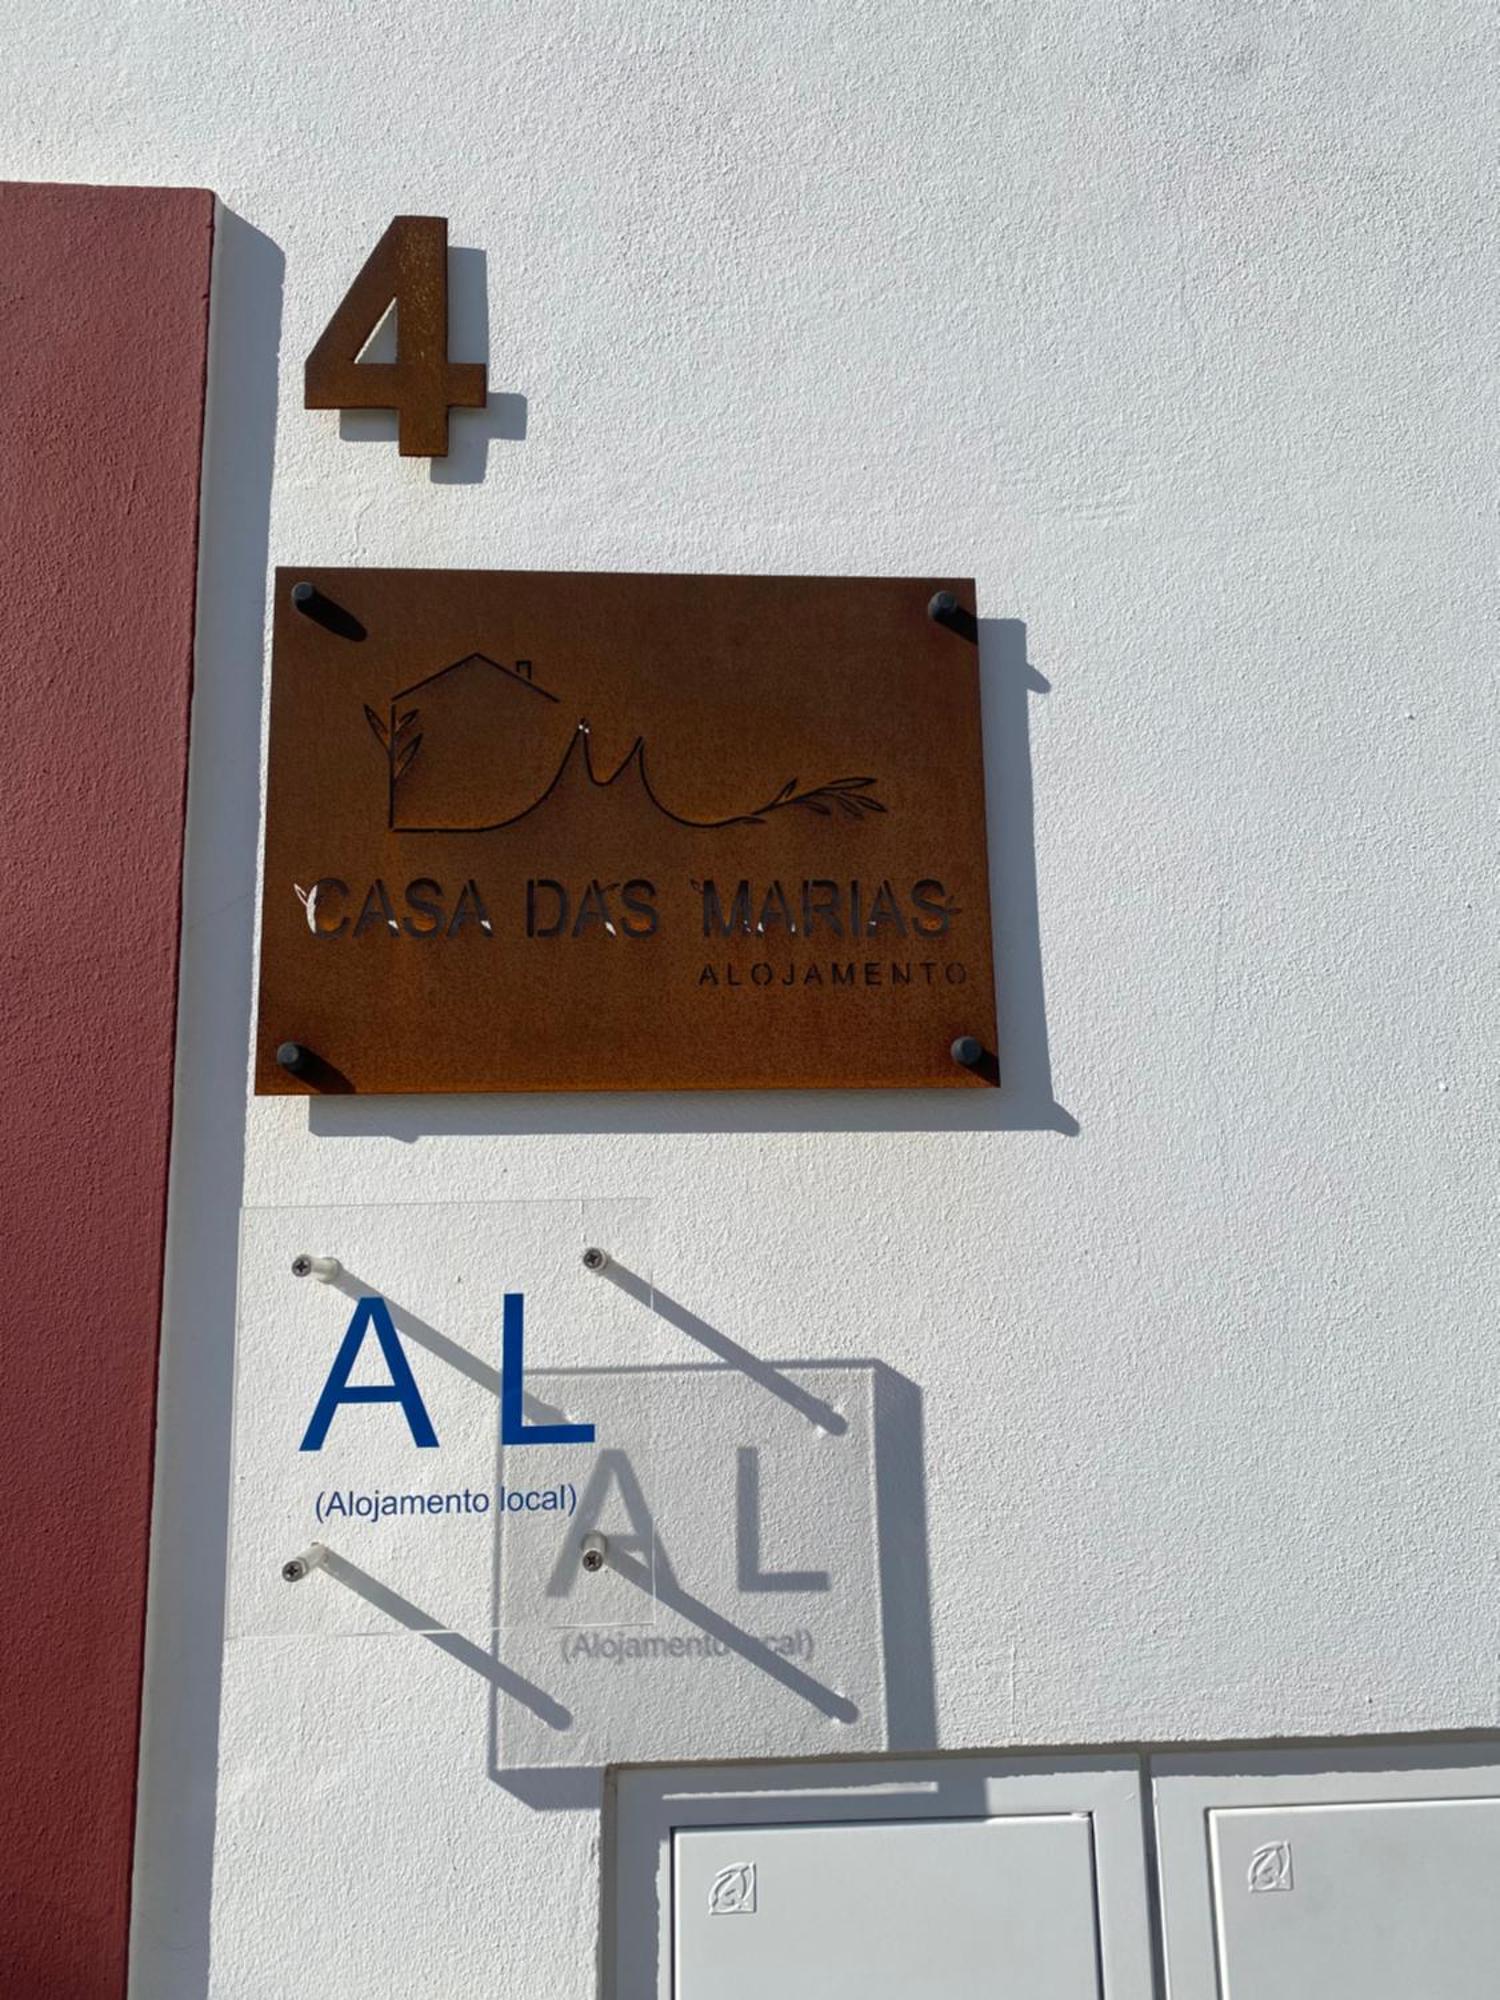 4
CASA DAS MARIAS
ALOJAMENTO
AL
(Alojamento local)